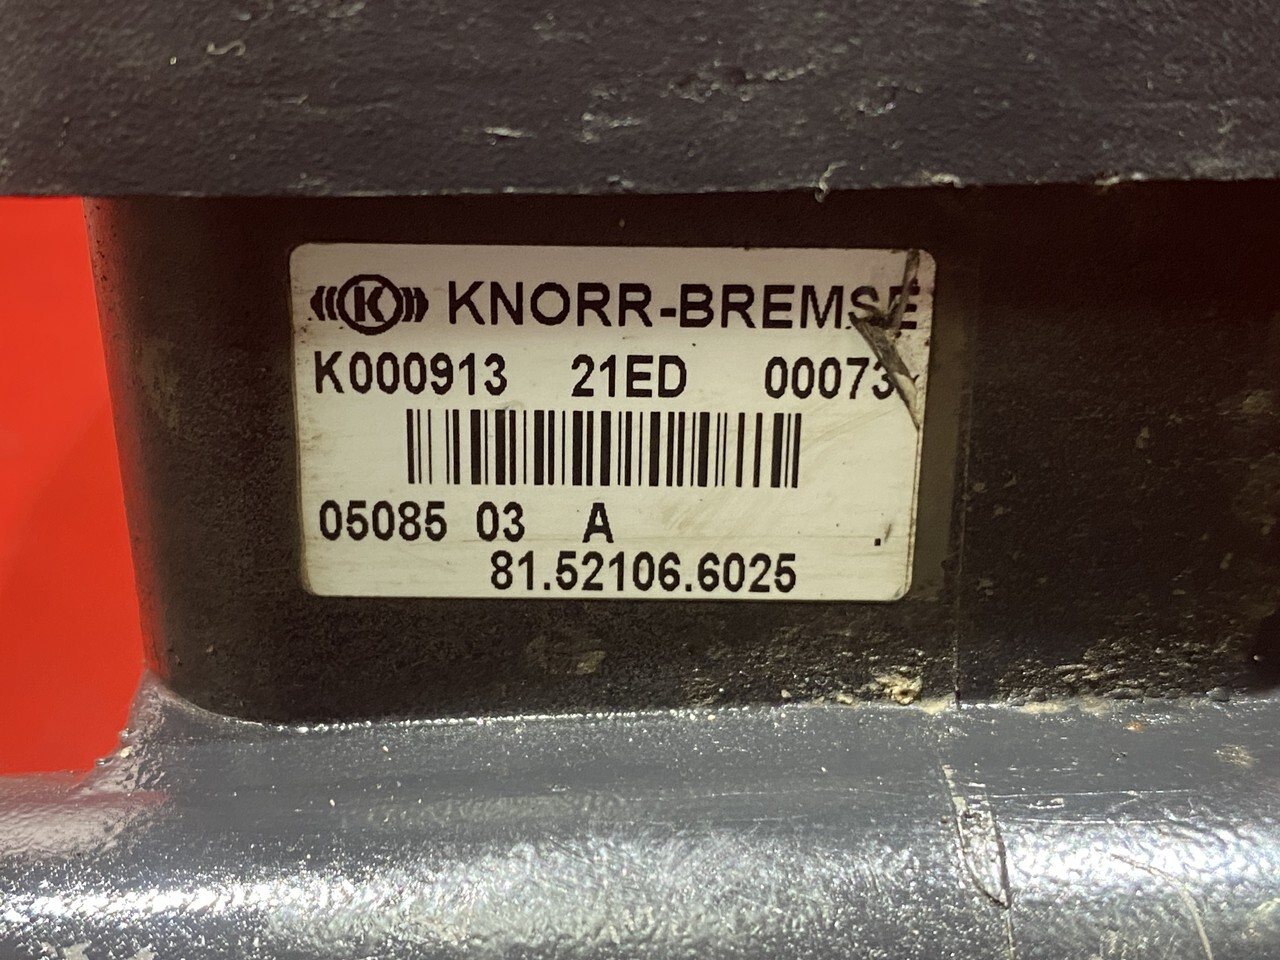 K KNORR-BREMSE
K000913 21ED 00073
05085 03 A .
81.52106.6025